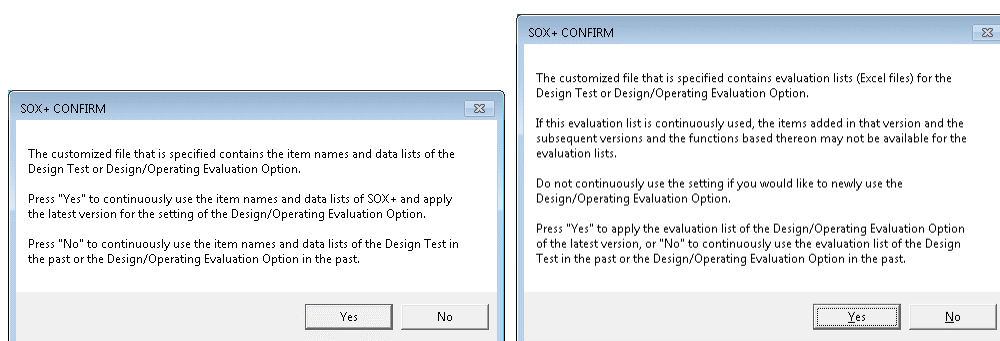 SOX+ CONFIRM
The customized file that is specified contains the item names and data lists of the
Design Test or Design/Operating Evaluation Option.
Press "Yes" to continuously use the item names and data lists of SOX+ and apply
the latest version for the setting of the Design/Operating Evaluation Option.
Press "No" to continuously use the item names and data lists of the Design Test in
the past or the Design/Operating Evaluation Option in the past.
Yes
No
SOX+ CONFIRM
The customized file that is specified contains evaluation lists (Excel files) for the
Design Test or Design/Operating Evaluation Option.
If this evaluation list is continuously used, the items added in that version and the
subsequent versions and the functions based thereon may not be available for the
evaluation lists.
Do not continuously use the setting if you would like to newly use the
Design/Operating Evaluation Option.
Press "Yes" to apply the evaluation list of the Design/Operating Evaluation Option
of the latest version, or "No" to continuously use the evaluation list of the Design
Test in the past or the Design/Operating Evaluation Option in the past.
Yes
No